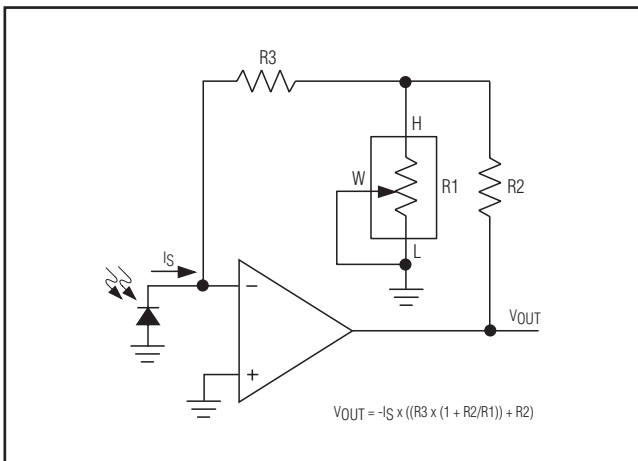 R3
H
W
R1
R2
L
IS
−
+
VOUT
VOUT = -IS x ((R3 x (1 + R2/R1)) + R2)